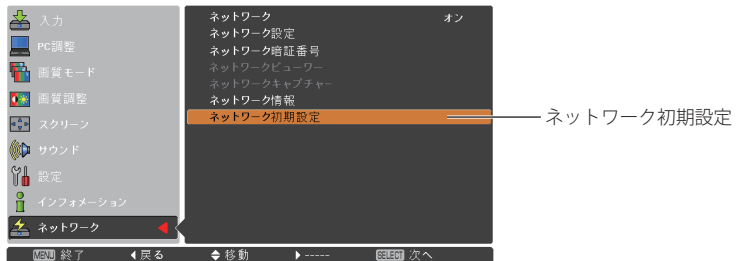 入力
PC調整
画質モード
画質調整
スクリーン
サウンド
設定
インフォメーション
ネットワーク
ネットワーク オン
ネットワーク設定
ネットワーク暗証番号
ネットワークビューワー
ネットワークキャプチャー
ネットワーク情報
ネットワーク初期設定
ネットワーク初期設定
MENU 終了 戻る 移動 ----- SELECT 次へ